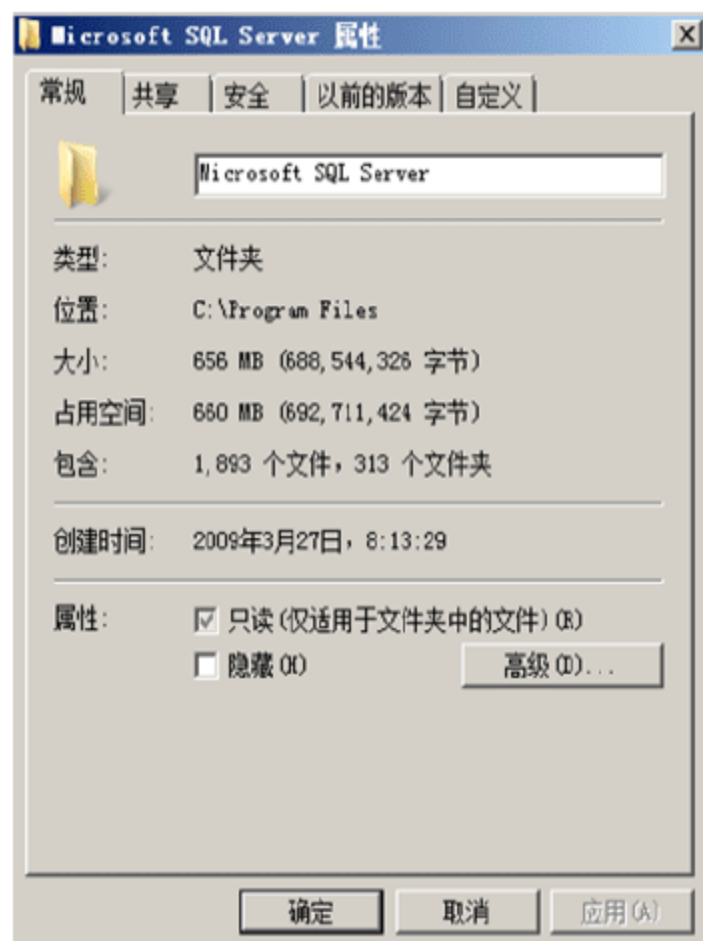 Microsoft SQL Server 属性
常规 共享 安全 以前的版本 自定义
Microsoft SQL Server
类型: 文件夹
位置: C:\Program Files
大小: 656 MB (688,544,326 字节)
占用空间: 660 MB (692,711,424 字节)
包含: 1,893 个文件，313 个文件夹
创建时间: 2009年3月27日，8:13:29
属性: 只读(仅适用于文件夹中的文件)(R)
隐藏(H) 高级(D)...
确定 取消 应用(A)